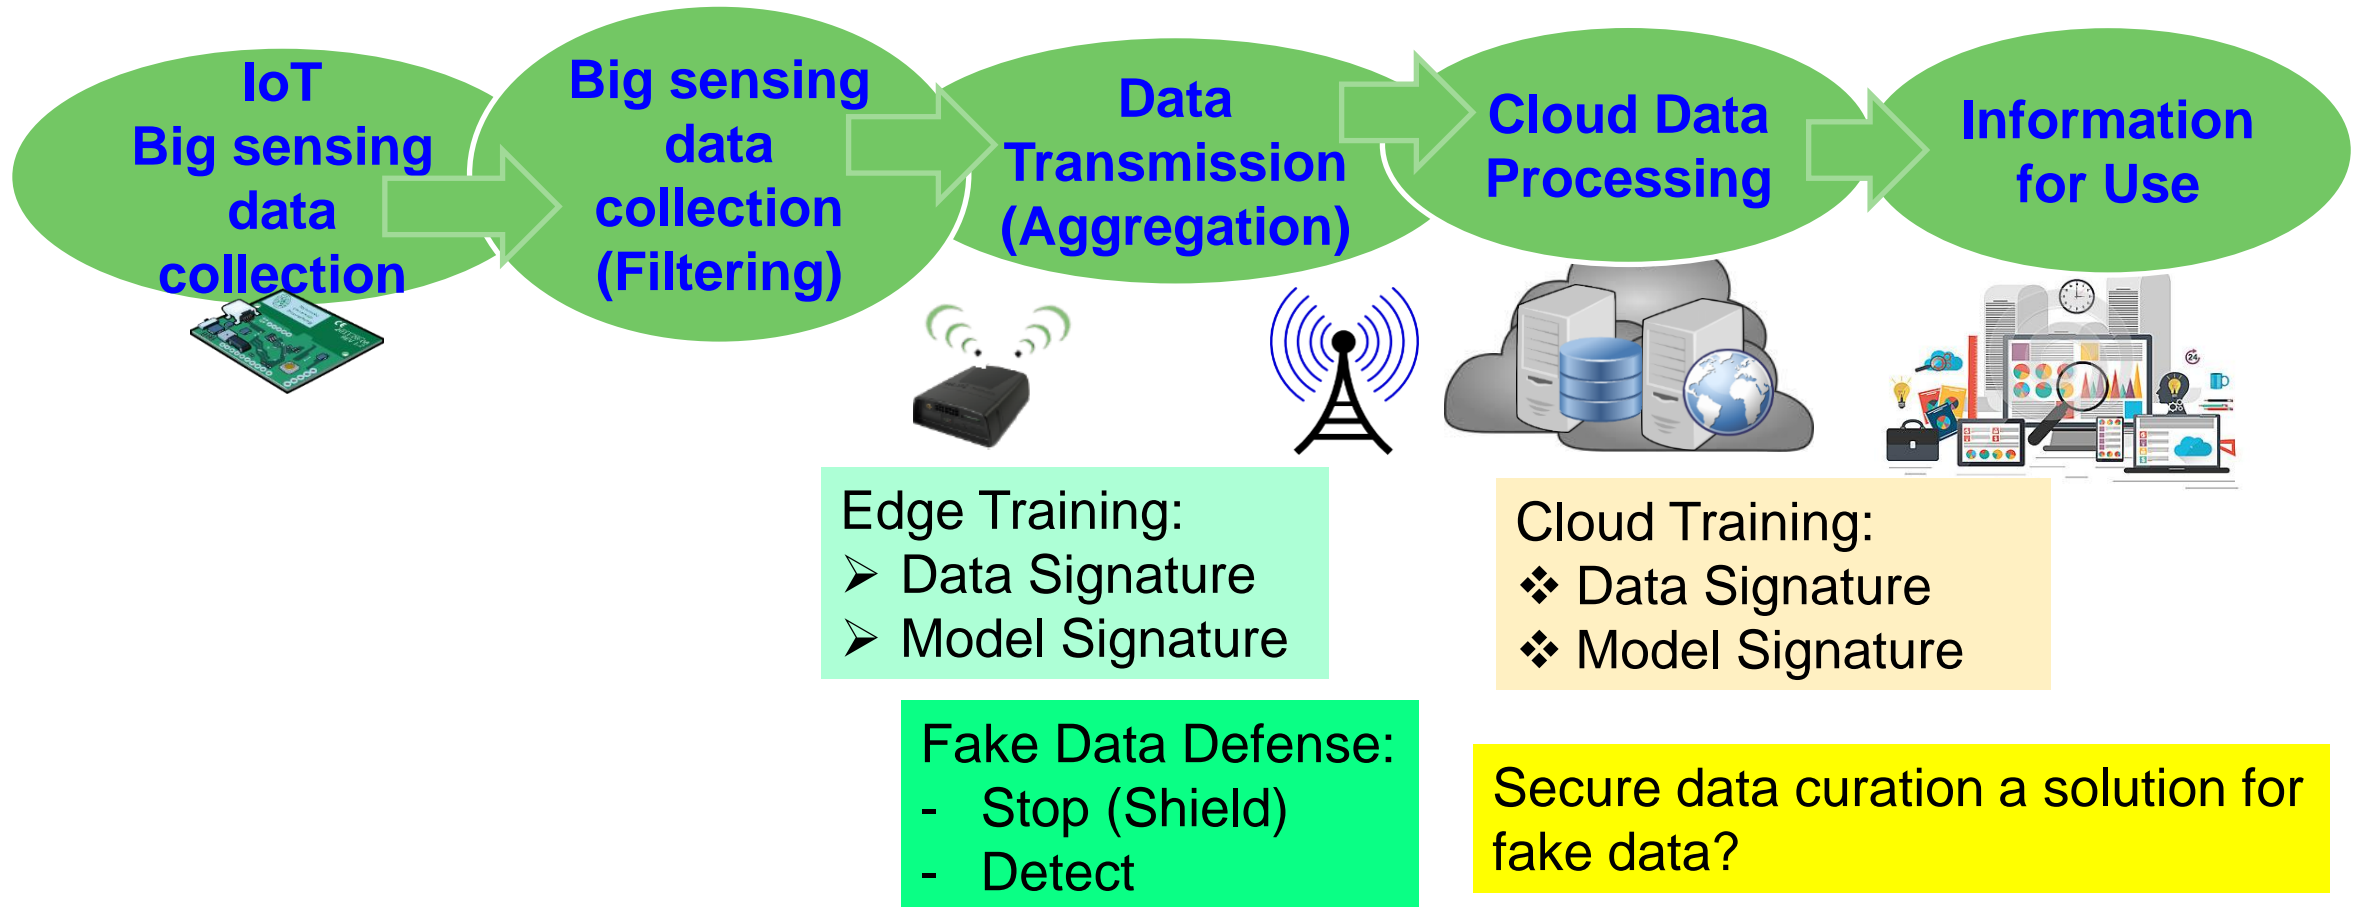 IoT
Big sensing
data
collection
Big sensing
data
collection
(Filtering)
Data
Transmission
(Aggregation)
Cloud Data
Processing
Information
for Use
24
Edge Training:
➢ Data Signature
➢ Model Signature
Cloud Training:
❖ Data Signature
❖ Model Signature
Fake Data Defense:
- Stop (Shield)
- Detect
Secure data curation a solution for
fake data?